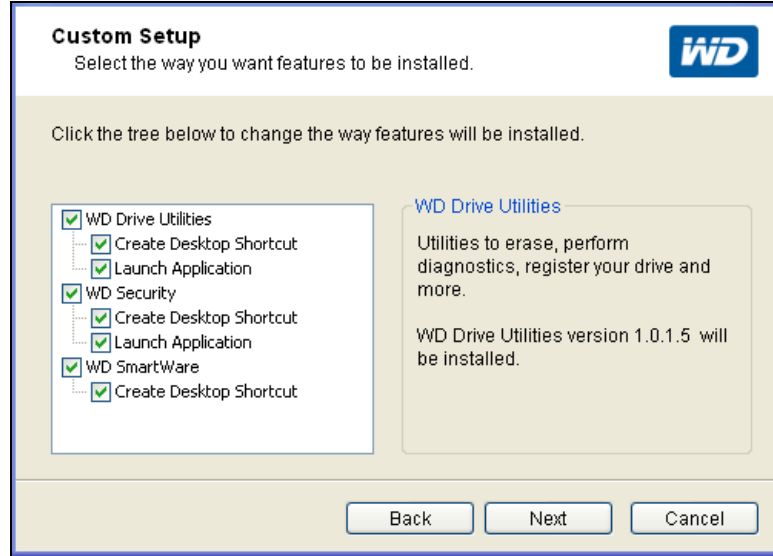 Custom Setup
Select the way you want features to be installed.
WD
Click the tree below to change the way features will be installed.
WD Drive Utilities
Create Desktop Shortcut
Launch Application
WD Security
Create Desktop Shortcut
Launch Application
WD SmartWare
Create Desktop Shortcut
WD Drive Utilities
Utilities to erase, perform
diagnostics, register your drive and
more.
WD Drive Utilities version 1.0.1.5 will
be installed.
Back
Next
Cancel